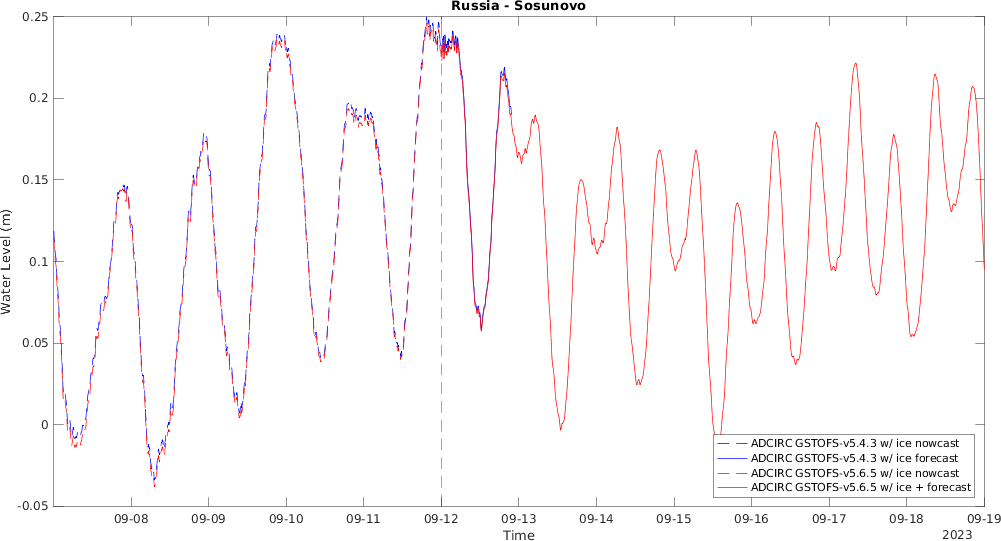 Russia - Sosunovo
0.25
0.2
0.15
0.1
0.05
0
-0.05
Water Level (m)
09-08 09-09 09-10 09-11 09-12 09-13 09-14 09-15 09-16 09-17 09-18 09-19
Time
2023
ADCIRC GSTOFS-v5.4.3 w/ ice nowcast
ADCIRC GSTOFS-v5.4.3 w/ ice forecast
ADCIRC GSTOFS-v5.6.5 w/ ice nowcast
ADCIRC GSTOFS-v5.6.5 w/ ice + forecast